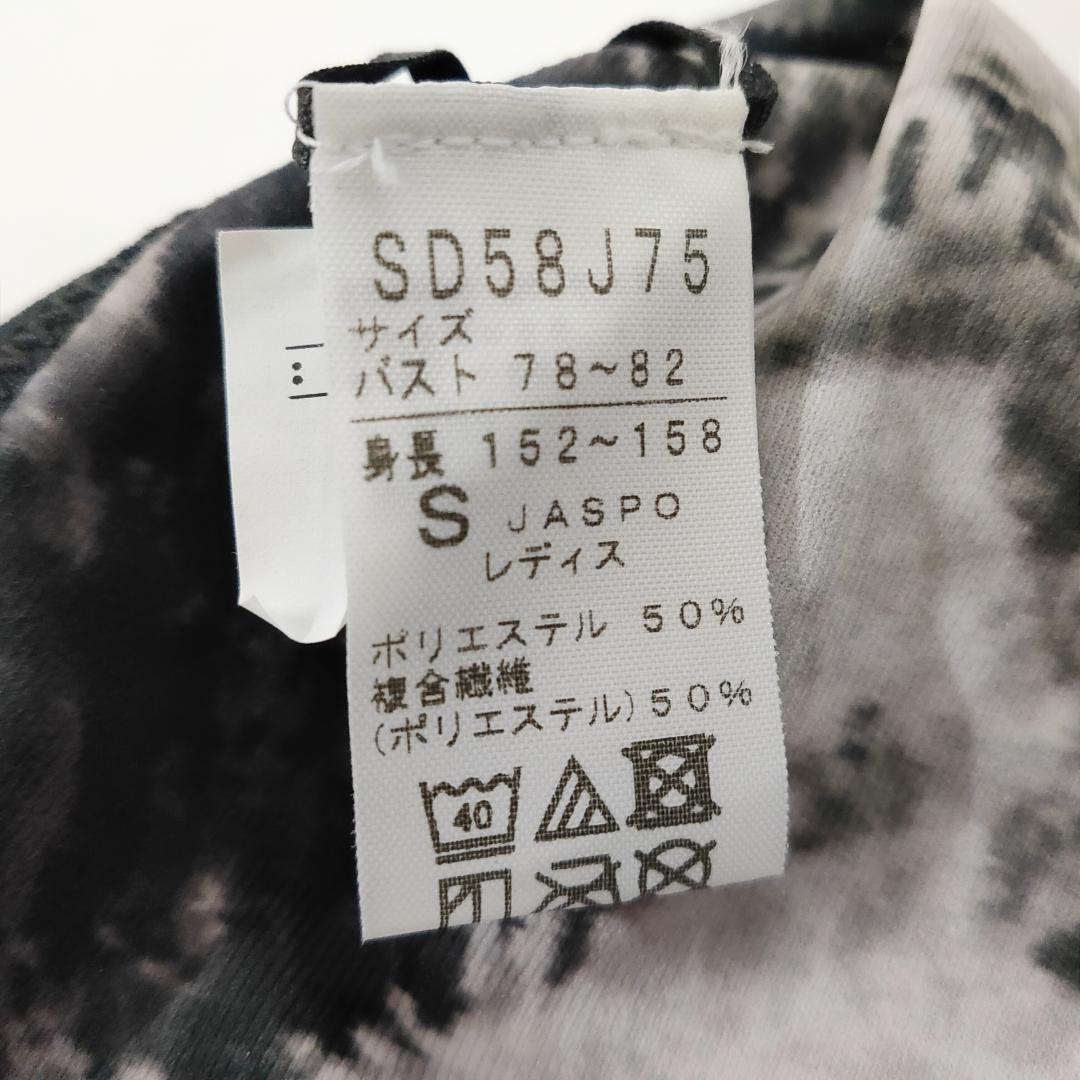 SD58J75
サイズ
バスト 78~82
身長 152~158
S JASPO
レディス
ポリエステル 50%
複合繊維
(ポリエステル)50%
40